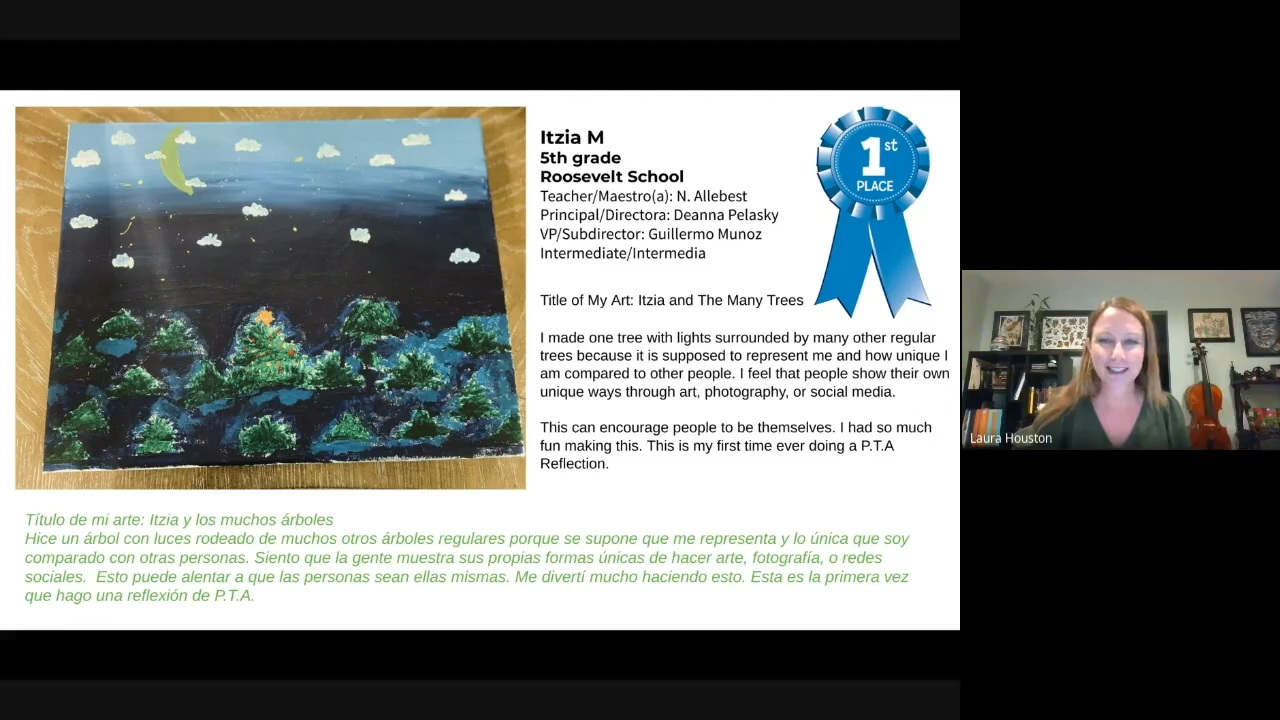 Itzia M
5th grade
Roosevelt School
Teacher/Maestro(a): N. Allebest
Principal/Directora: Deanna Pelasky
VP/Subdirector: Guillermo Munoz
Intermediate/Intermedia
1st
PLACE
Title of My Art: Itzia and The Many Trees
I made one tree with lights surrounded by many other regular
trees because it is supposed to represent me and how unique I
am compared to other people. I feel that people show their own
unique ways through art, photography, or social media.
This can encourage people to be themselves. I had so much
fun making this. This is my first time ever doing a P.T.A
Reflection.
Título de mi arte: Itzia y los muchos árboles
Hice un árbol con luces rodeado de muchos otros árboles regulares porque se supone que me representa y lo única que soy
comparado con otras personas. Siento que la gente muestra sus propias formas únicas de hacer arte, fotografía, o redes
sociales.  Esto puede alentar a que las personas sean ellas mismas. Me divertí mucho haciendo esto. Esta es la primera vez
que hago una reflexión de P.T.A.
Laura Houston